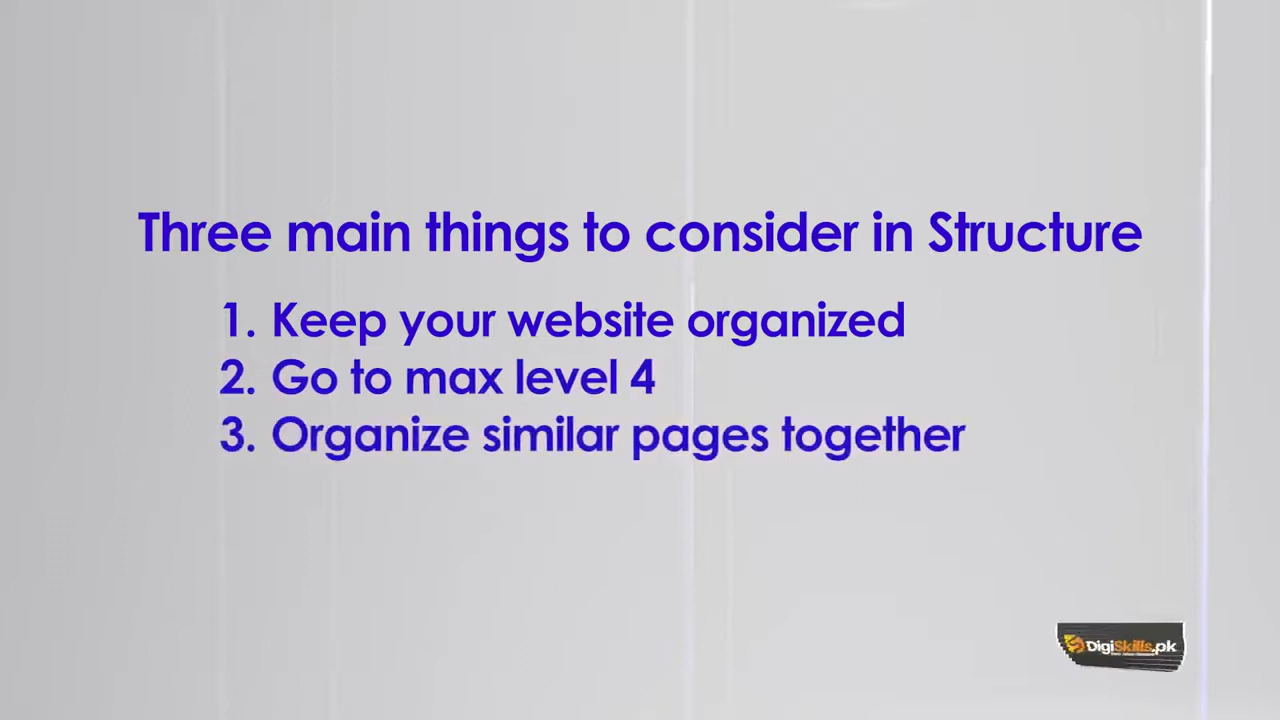 Three main things to consider in Structure
1. Keep your website organized
2. Go to max level 4
3. Organize similar pages together
DigiSkills.pk